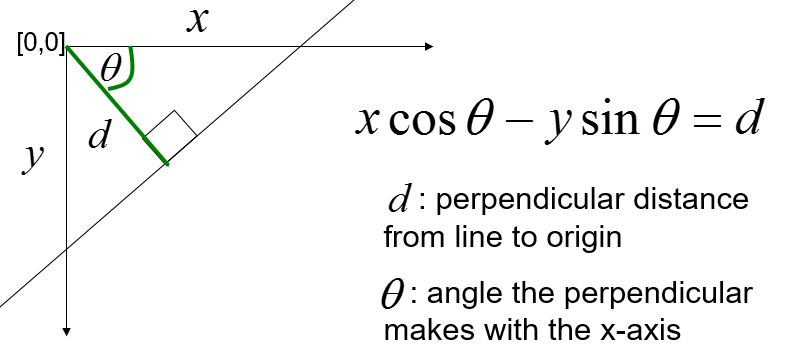 x
[0,0]
θ
d
y
x cos θ − y sin θ = d
d : perpendicular distance
from line to origin
θ : angle the perpendicular
makes with the x-axis